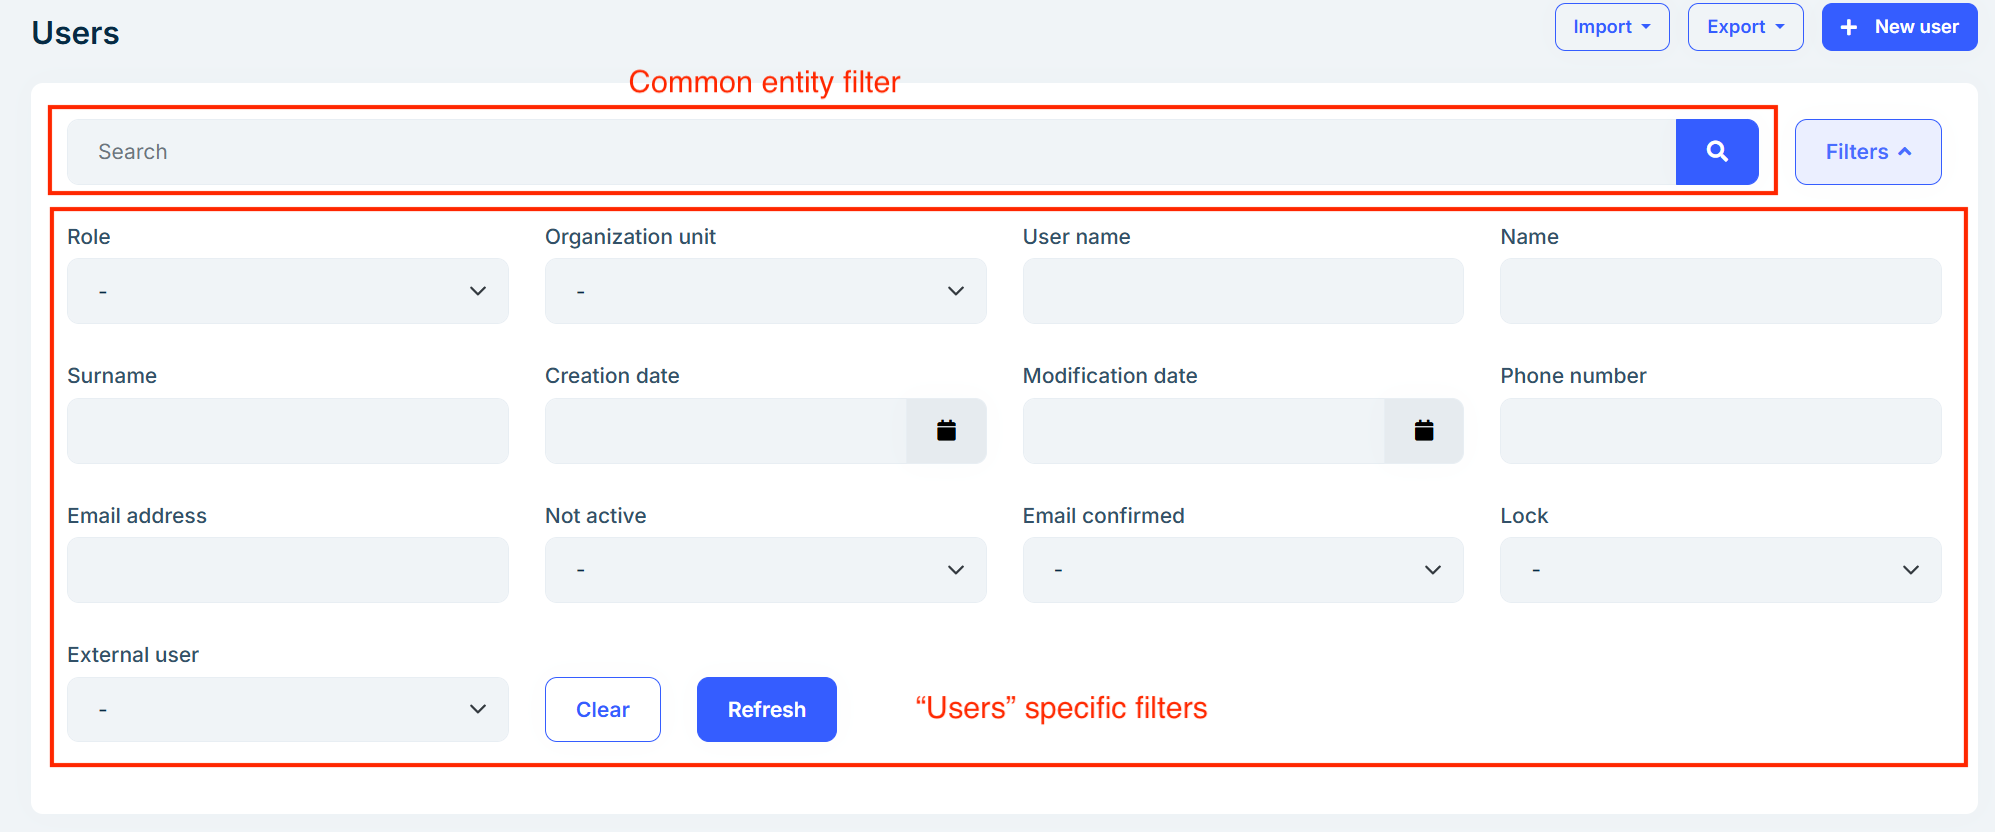 Users
Import
Export
New user
Common entity filter
Search
Filters
Role
Organization unit
User name
Name
-
-
Surname
Creation date
Modification date
Phone number
Email address
Not active
Email confirmed
Lock
-
-
-
External user
-
Clear
Refresh
“Users” specific filters